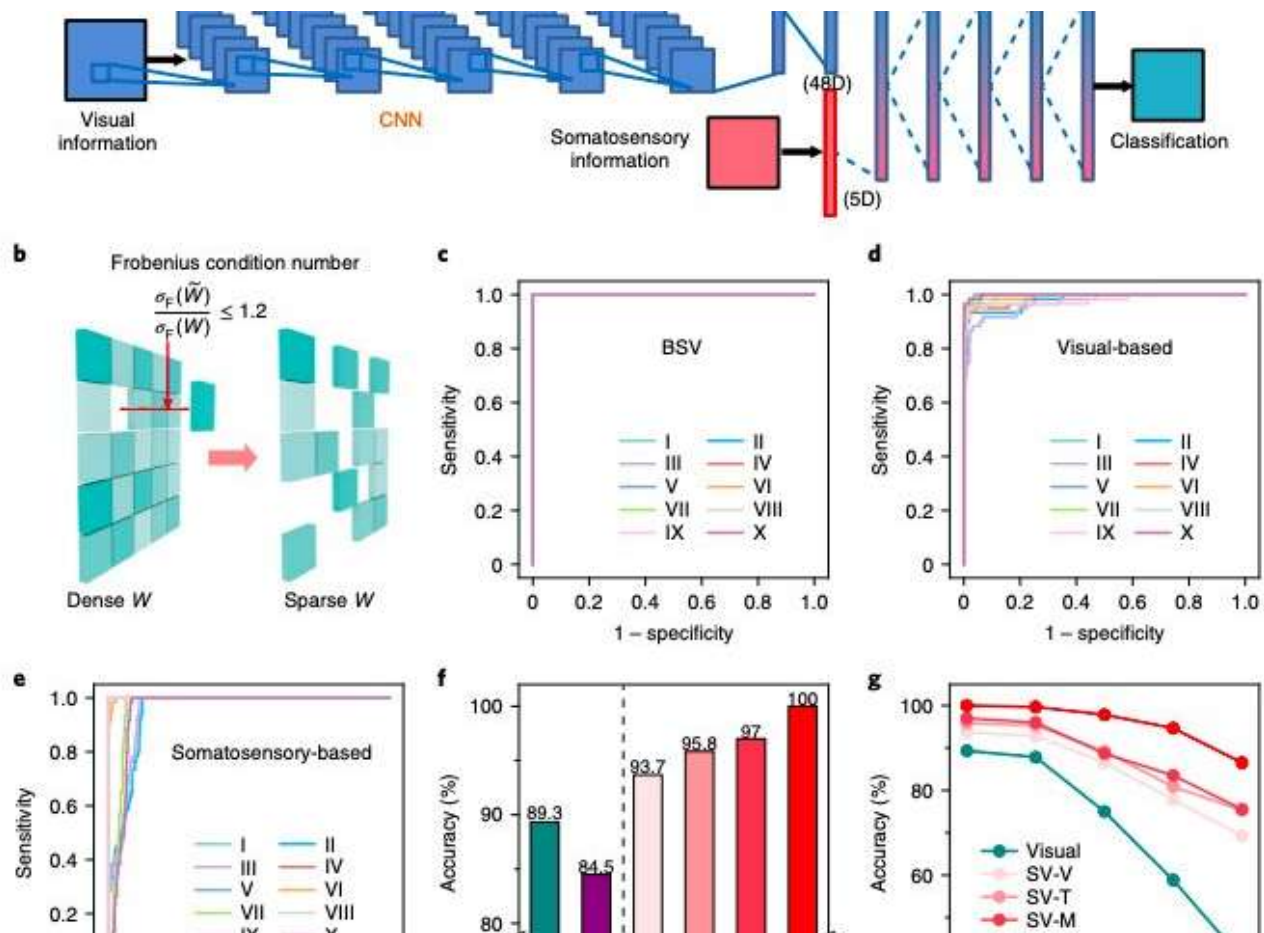 Visual
information
CNN
Somatosensory
information
(48D)
(5D)
Classification
b
Frobenius condition number
σF(W̃)
σF(W)
≤ 1.2
Dense W
Sparse W
c
BSV
Sensitivity
1.0
0.8
0.6
0.4
0.2
0
I II
III IV
V VI
VII VIII
IX X
0 0.2 0.4 0.6 0.8 1.0
1 – specificity
d
Visual-based
Sensitivity
1.0
0.8
0.6
0.4
0.2
0
I II
III IV
V VI
VII VIII
IX X
0 0.2 0.4 0.6 0.8 1.0
1 – specificity
e
Somatosensory-based
Sensitivity
1.0
0.8
0.6
0.4
0.2
I II
III IV
V VI
VII VIII
IX X
f
Accuracy (%)
100
90
80
89.3
84.5
93.7
95.8
97
100
g
Accuracy (%)
100
80
60
Visual
SV-V
SV-T
SV-M